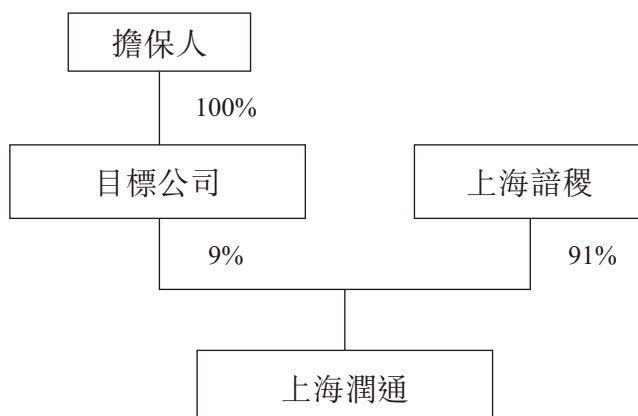 擔保人
100%
目標公司
上海諳稷
9%
91%
上海潤通